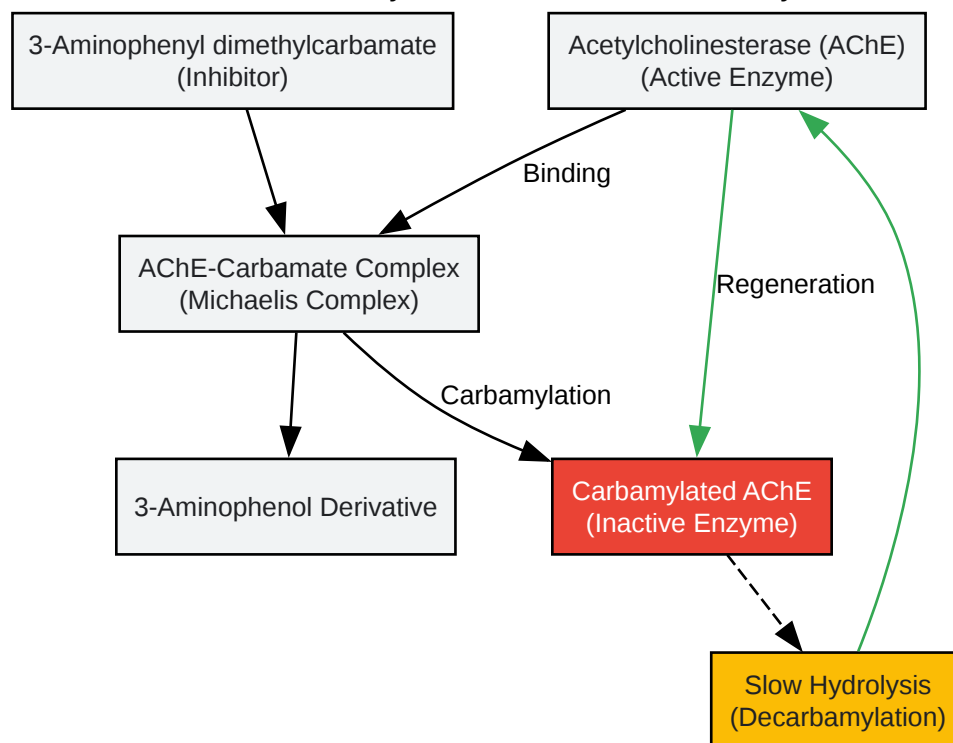 3-Aminophenyl dimethylcarbamate
(Inhibitor)
Acetylcholinesterase (AChE)
(Active Enzyme)
Binding
AChE-Carbamate Complex
(Michaelis Complex)
Regeneration
Carbamylation
3-Aminophenol Derivative
Carbamylated AChE
(Inactive Enzyme)
Slow Hydrolysis
(Decarbamylation)